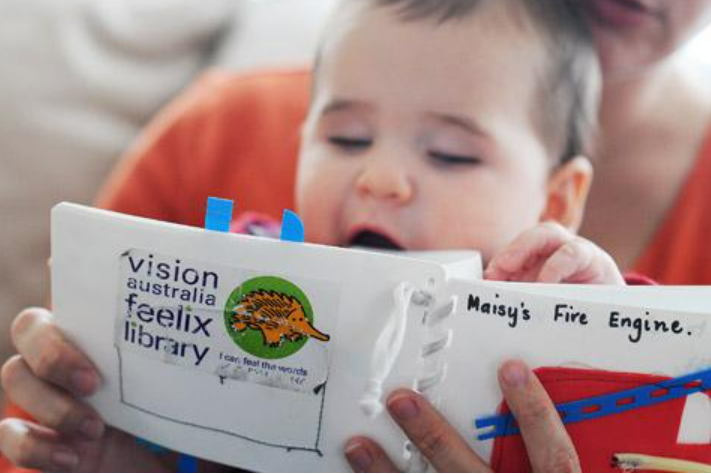 vision
australia
feelix
library
I can feel the words
Maisy's Fire Engine.